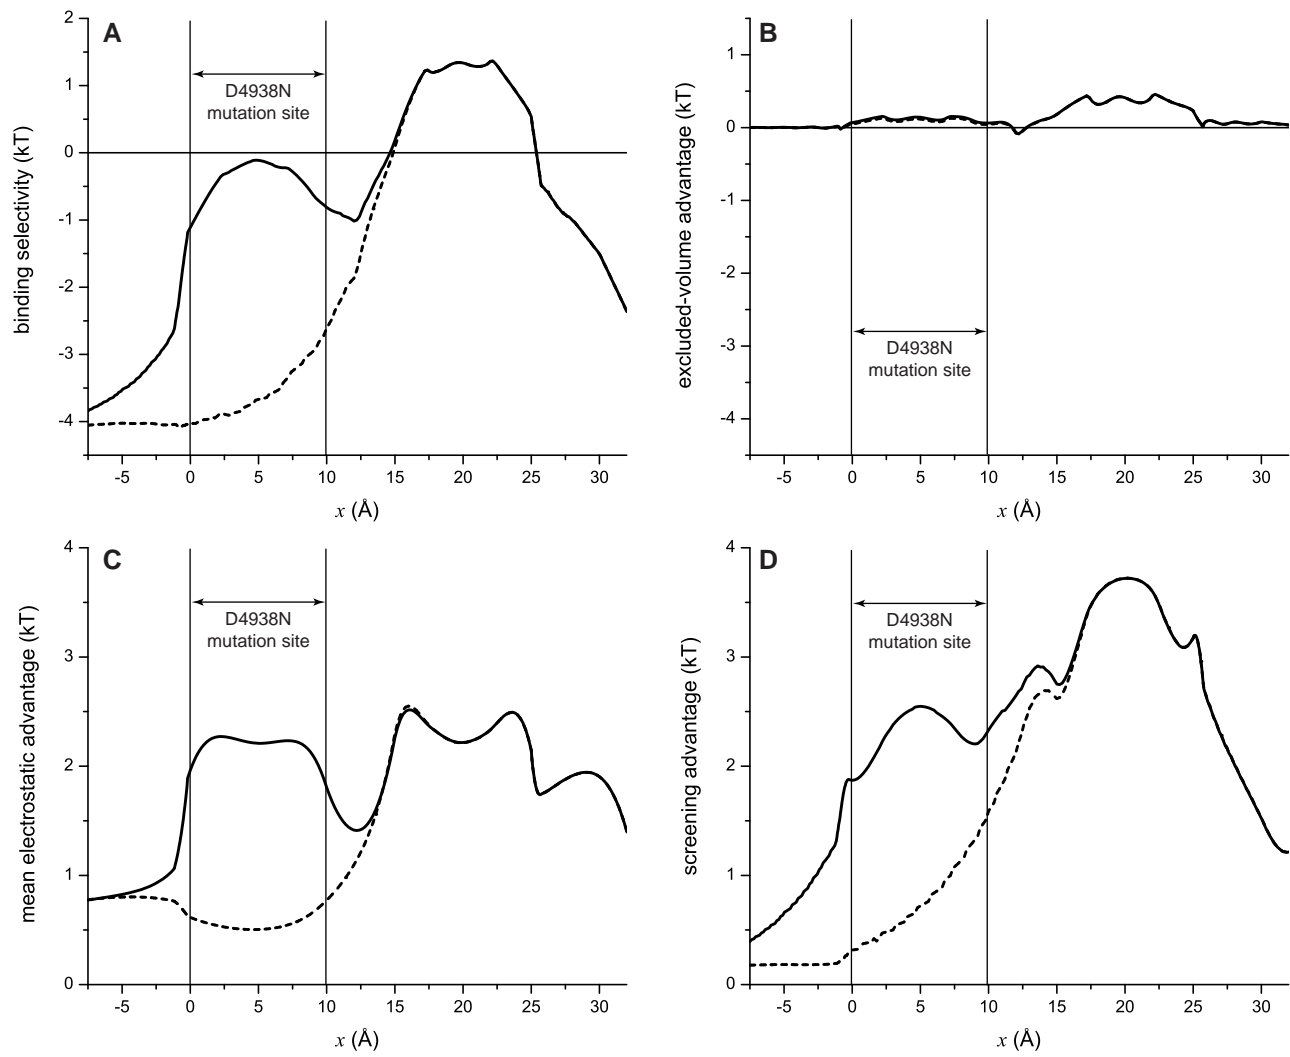 A
binding selectivity (kT)
2
1
0
-1
-2
-3
-4
D4938N
mutation site
-5
0
5
10
15
20
25
30
x (Å)
B
excluded-volume advantage (kT)
1
0
-1
-2
-3
-4
D4938N
mutation site
-5
0
5
10
15
20
25
30
x (Å)
C
mean electrostatic advantage (kT)
4
3
2
1
0
D4938N
mutation site
-5
0
5
10
15
20
25
30
x (Å)
D
screening advantage (kT)
4
3
2
1
0
D4938N
mutation site
-5
0
5
10
15
20
25
30
x (Å)